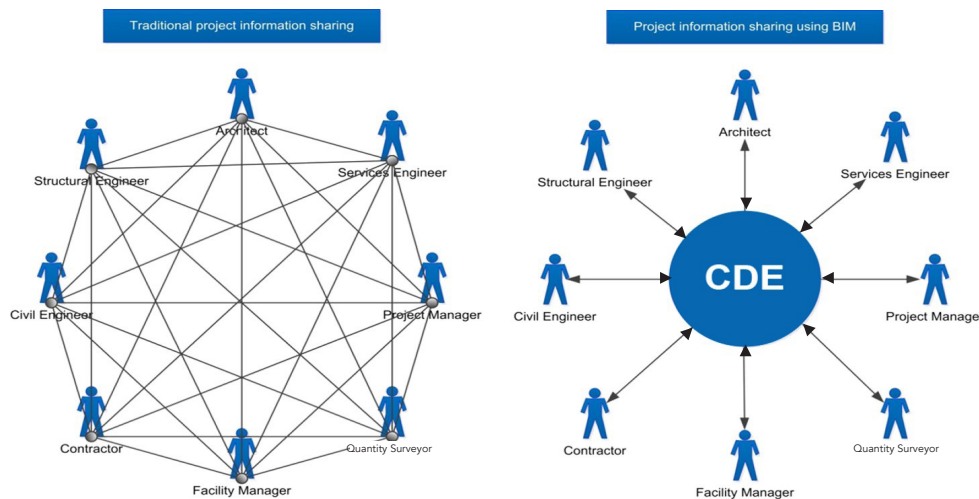 Traditional project information sharing
Architect
Structural Engineer
Services Engineer
Civil Engineer
Project Manager
Contractor
Quantity Surveyor
Facility Manager
Project information sharing using BIM
Architect
Structural Engineer
Services Engineer
CDE
Civil Engineer
Project Manager
Contractor
Quantity Surveyor
Facility Manager